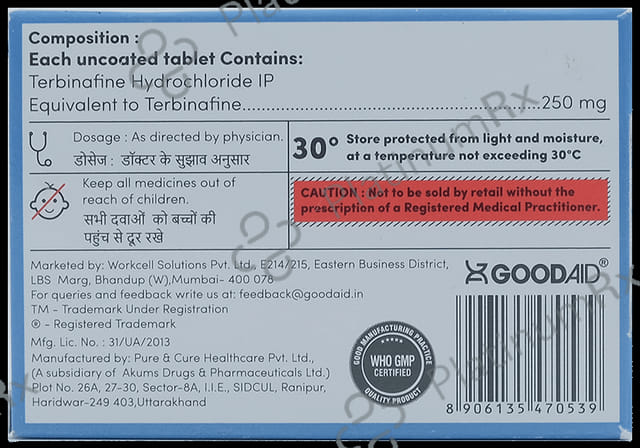 Composition :
Each uncoated tablet Contains:
Terbinafine Hydrochloride IP
Equivalent to Terbinafine..............................................250 mg
Dosage : As directed by physician.
डोसेज : डॉक्टर के सुझाव अनुसार
30° Store protected from light and moisture,
at a temperature not exceeding 30°C
Keep all medicines out of
reach of children.
सभी दवाओं को बच्चों की
पहुंच से दूर रखे
CAUTION : Not to be sold by retail without the
prescription of a Registered Medical Practitioner.
Marketed by: Workcell Solutions Pvt. Ltd., E214/215, Eastern Business District,
LBS Marg, Bhandup (W),Mumbai- 400 078
For queries and feedback write us at: feedback@goodaid.in
TM - Trademark Under Registration
® - Registered Trademark
Mfg. Lic. No. : 31/UA/2013
Manufactured by: Pure & Cure Healthcare Pvt. Ltd.,
(A subsidiary of Akums Drugs & Pharmaceuticals Ltd.)
Plot No. 26A, 27-30, Sector-8A, I.I.E., SIDCUL, Ranipur,
Haridwar-249 403,Uttarakhand
GOODAID®
GOOD MANUFACTURING PRACTICE
WHO GMP
CERTIFIED
QUALITY PRODUCT
8 906135 470539
PlatinumRx
PlatinumRx
PlatinumRx